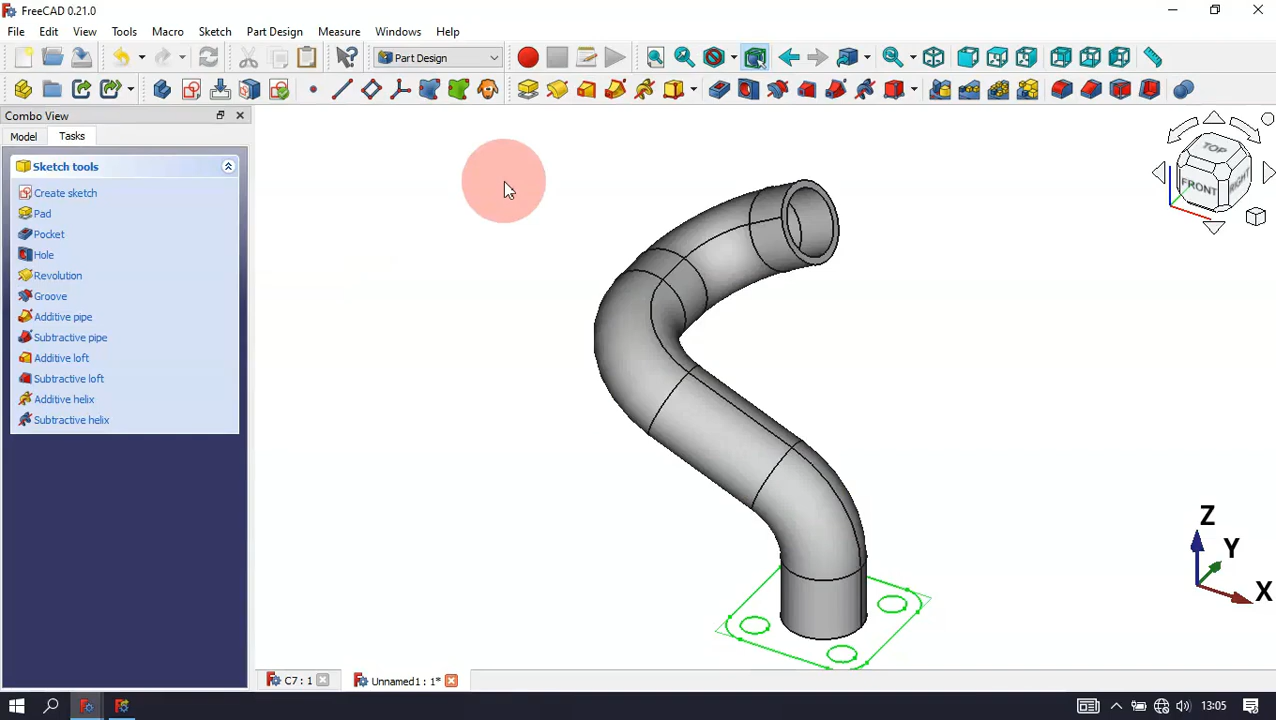 FreeCAD 0.21.0
File Edit View Tools Macro Sketch Part Design Measure Windows Help
Part Design
Combo View
Model Tasks
Sketch tools
Create sketch
Pad
Pocket
Hole
Revolution
Groove
Additive pipe
Subtractive pipe
Additive loft
Subtractive loft
Additive helix
Subtractive helix
TOP
FRONT
RIGHT
Z
Y
X
C7 : 1
Unnamed1 : 1*
13:05